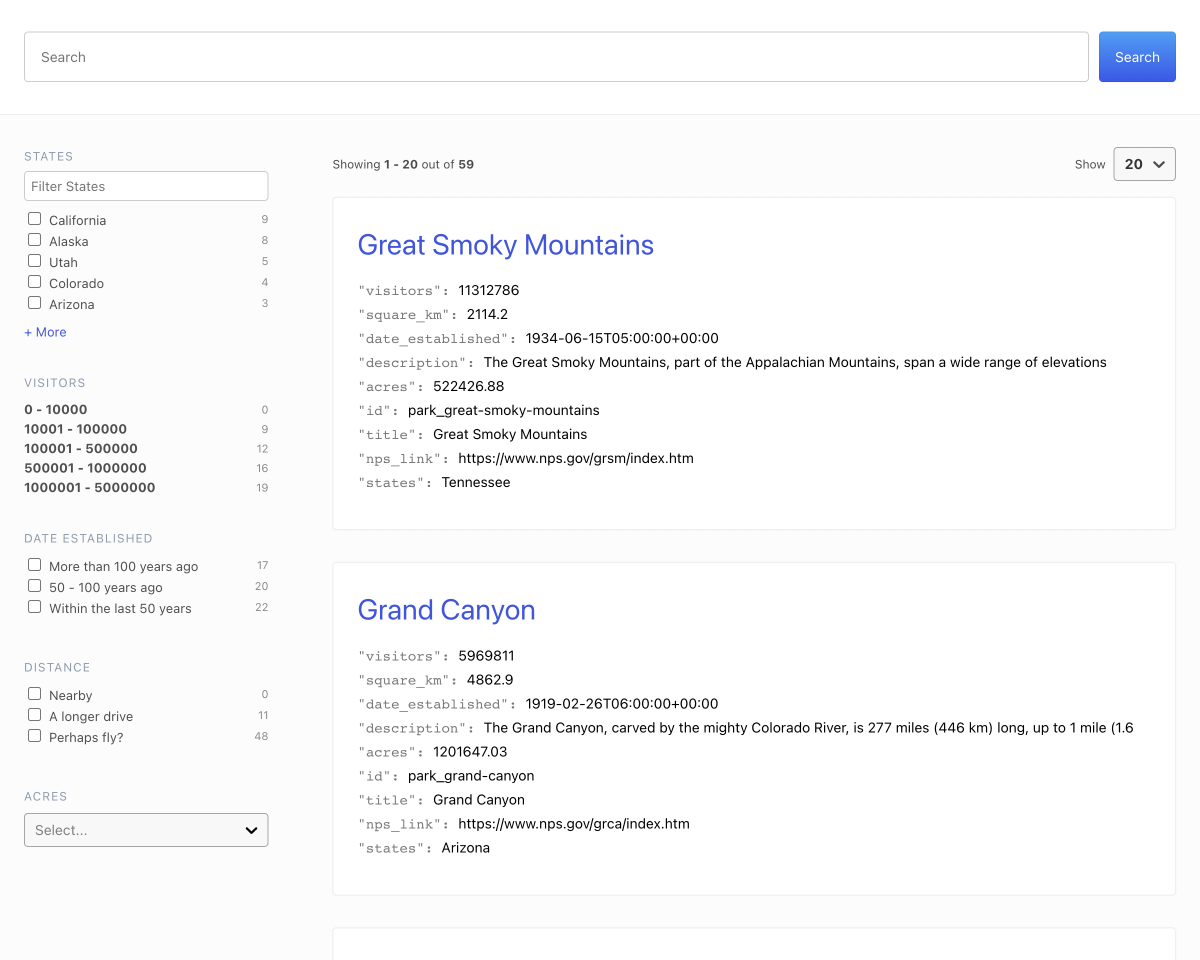 Search
Search
STATES
Filter States
California 9
Alaska 8
Utah 5
Colorado 4
Arizona 3
+ More
VISITORS
0 - 10000 0
10001 - 100000 9
100001 - 500000 12
500001 - 1000000 16
1000001 - 5000000 19
DATE ESTABLISHED
More than 100 years ago 17
50 - 100 years ago 20
Within the last 50 years 22
DISTANCE
Nearby 0
A longer drive 11
Perhaps fly? 48
ACRES
Select...
Showing 1 - 20 out of 59
Show 20
Great Smoky Mountains
"visitors": 11312786
"square_km": 2114.2
"date_established": 1934-06-15T05:00:00+00:00
"description": The Great Smoky Mountains, part of the Appalachian Mountains, span a wide range of elevations
"acres": 522426.88
"id": park_great-smoky-mountains
"title": Great Smoky Mountains
"nps_link": https://www.nps.gov/grsm/index.htm
"states": Tennessee
Grand Canyon
"visitors": 5969811
"square_km": 4862.9
"date_established": 1919-02-26T06:00:00+00:00
"description": The Grand Canyon, carved by the mighty Colorado River, is 277 miles (446 km) long, up to 1 mile (1.6
"acres": 1201647.03
"id": park_grand-canyon
"title": Grand Canyon
"nps_link": https://www.nps.gov/grca/index.htm
"states": Arizona